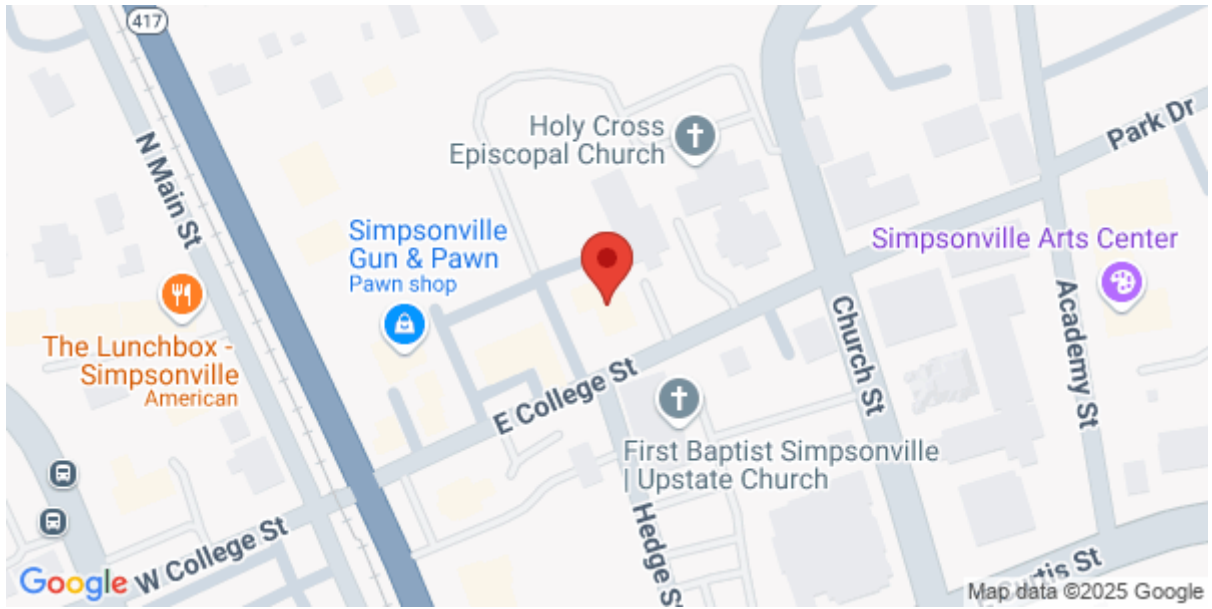 417
N Main St
Holy Cross
Episcopal Church
Park Dr
Simpsonville
Gun & Pawn
Pawn shop
Simpsonville Arts Center
The Lunchbox -
Simpsonville
American
E College St
Church St
Academy St
First Baptist Simpsonville
| Upstate Church
Hedge St
W College St
Curtis St
Google
Map data ©2025 Google